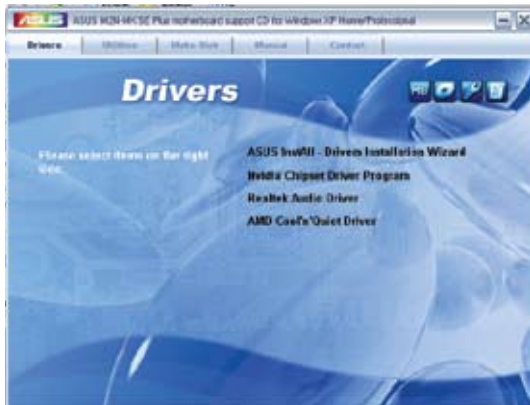 ASUS ASUS M2N-MX SE Plus motherboard support CD for Windows XP Home/Professional
Drivers Utilities Make Disk Manual Contact
Drivers
Please select items on the right
side.
ASUS InstAll - Drivers Installation Wizard
Nvidia Chipset Driver Program
Realtek Audio Driver
AMD Cool'n'Quiet Driver